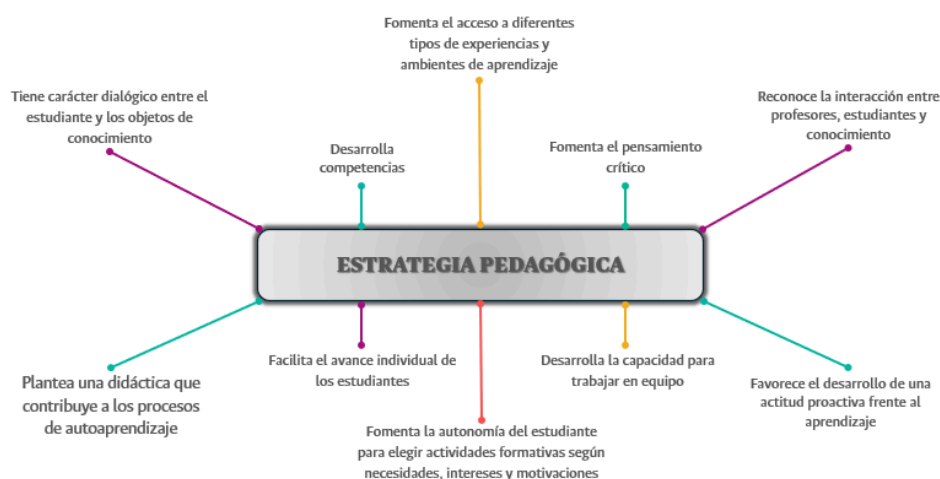 Fomenta el acceso a diferentes
tipos de experiencias y
ambientes de aprendizaje
Tiene carácter dialógico entre el
estudiante y los objetos de
conocimiento
Reconoce la interacción entre
profesores, estudiantes y
conocimiento
Desarrolla
competencias
Fomenta el pensamiento
crítico
ESTRATEGIA PEDAGÓGICA
Plantea una didáctica que
contribuye a los procesos
de autoaprendizaje
Facilita el avance individual de
los estudiantes
Fomenta la autonomía del estudiante
para elegir actividades formativas según
necesidades, intereses y motivaciones
Desarrolla la capacidad para
trabajar en equipo
Favorece el desarrollo de una
actitud proactiva frente al
aprendizaje